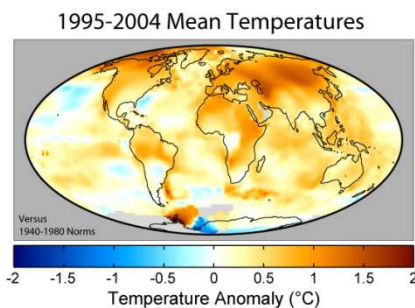 1995-2004 Mean Temperatures
Versus
1940-1980 Norms
-2 -1.5 -1 -0.5 0 0.5 1 1.5 2
Temperature Anomaly (°C)